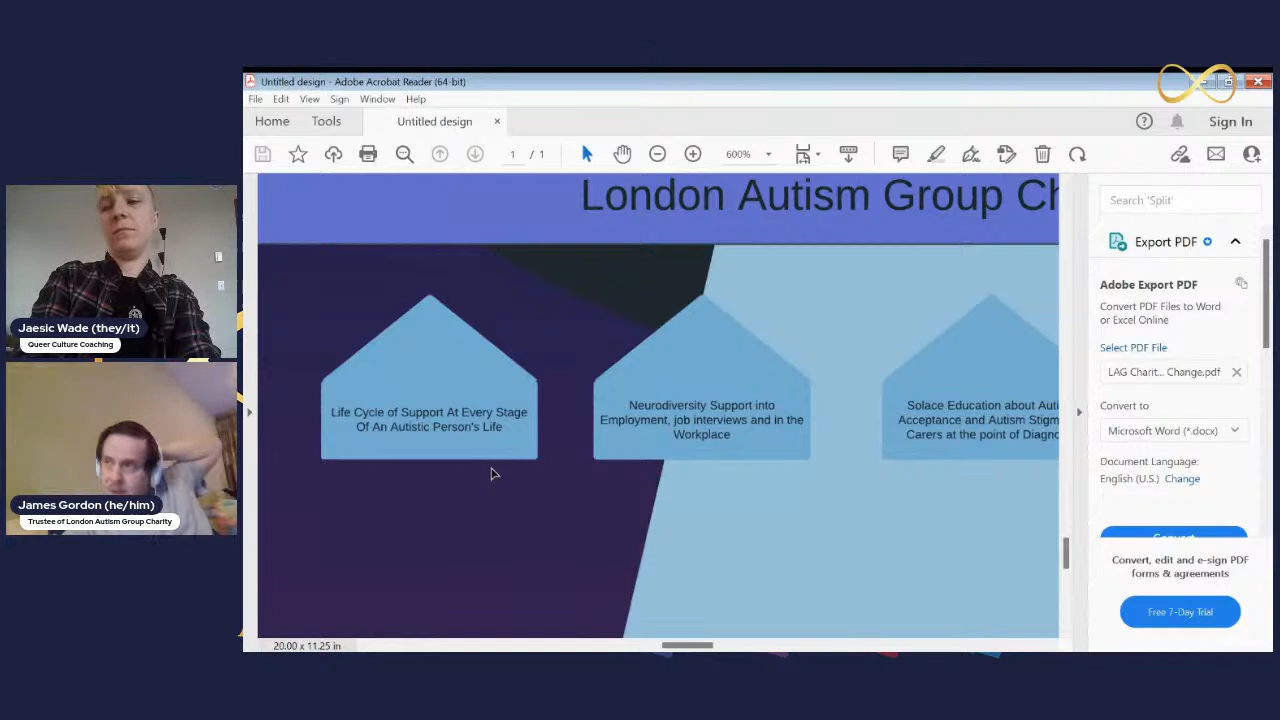 Untitled design - Adobe Acrobat Reader (64-bit)
File Edit View Sign Window Help
Home Tools Untitled design × Sign In
1 / 1 600%
Search 'Split'
London Autism Group Ch
Export PDF
Adobe Export PDF
Convert PDF Files to Word
or Excel Online
Select PDF File
LAG Charit... Change.pdf
Convert to
Microsoft Word (*.docx)
Document Language:
English (U.S.) Change
Convert
Convert, edit and e-sign PDF
forms & agreements
Free 7-Day Trial
Life Cycle of Support At Every Stage
Of An Autistic Person's Life
Neurodiversity Support into
Employment, job interviews and in the
Workplace
Solace Education about Auti
Acceptance and Autism Stigm
Carers at the point of Diagno
20.00 x 11.25 in
Jaesic Wade (they/it)
Queer Culture Coaching
James Gordon (he/him)
Trustee of London Autism Group Charity